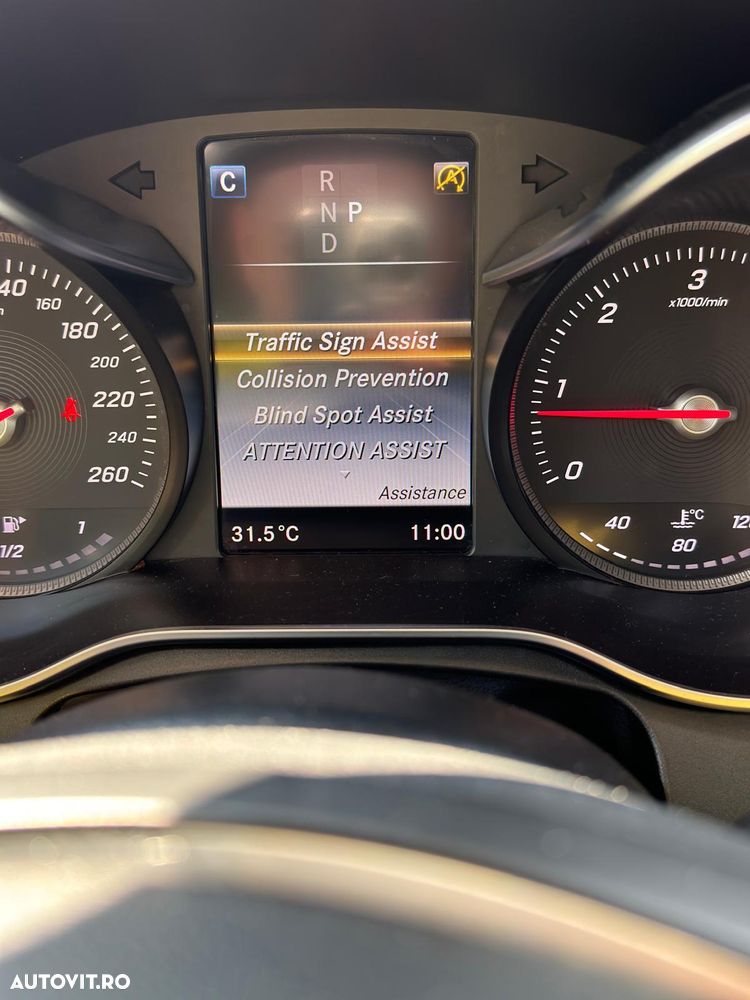 C
R
N P
D
Traffic Sign Assist
Collision Prevention
Blind Spot Assist
ATTENTION ASSIST
Assistance
31.5°C
11:00
160
180
200
220
240
260
1
1/2
3
x1000/min
2
1
0
°C
40
80
AUTOVIT.RO